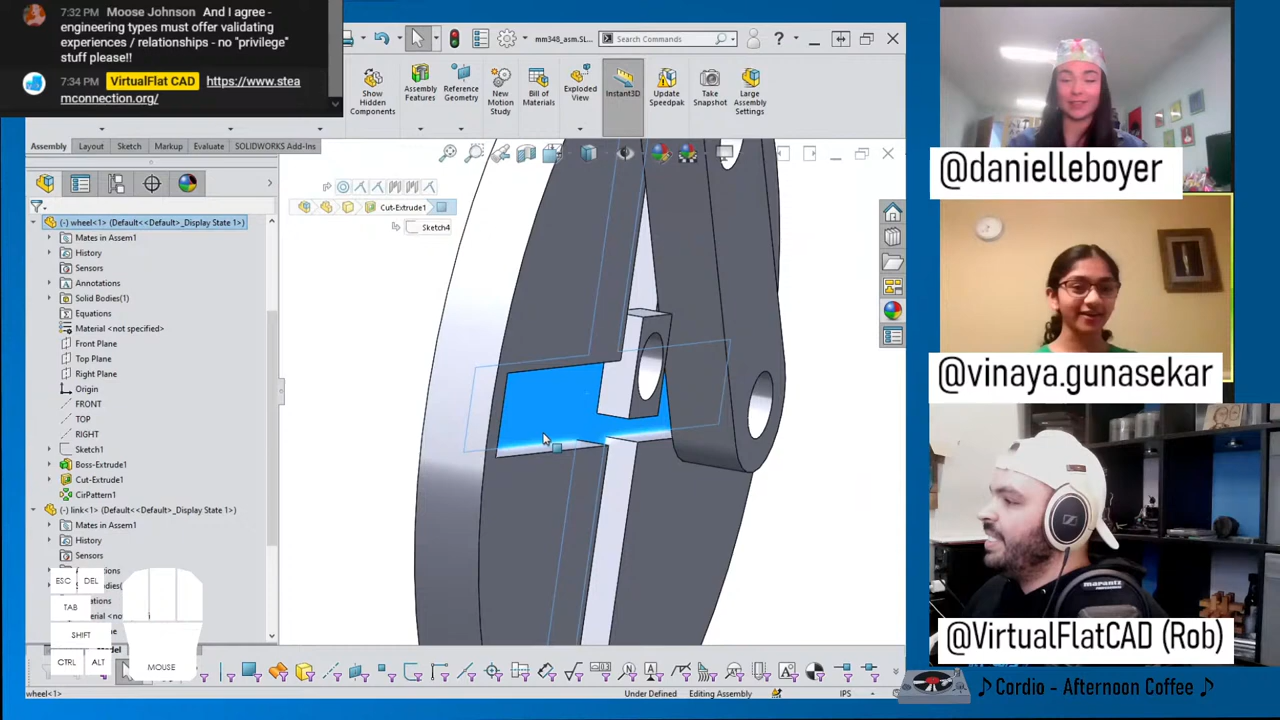 7:32 PM Moose Johnson And I agree -
engineering types must offer validating
experiences / relationships - no "privilege"
stuff please!!
7:34 PM VirtualFlat CAD https://www.stea
mconnection.org/
mm348_asm.SL...
Search Commands
Show
Hidden
Components
Assembly
Features
Reference
Geometry
New
Motion
Study
Bill of
Materials
Exploded
View
Instant3D
Update
Speedpak
Take
Snapshot
Large
Assembly
Settings
Assembly Layout Sketch Markup Evaluate SOLIDWORKS Add-Ins
Cut-Extrude1
Sketch4
(-) wheel<1> (Default<<Default>_Display State 1>)
Mates in Assem1
History
Sensors
Annotations
Solid Bodies(1)
Equations
Material <not specified>
Front Plane
Top Plane
Right Plane
Origin
FRONT
TOP
RIGHT
Sketch1
Boss-Extrude1
Cut-Extrude1
CirPattern1
(-) link<1> (Default<<Default>_Display State 1>)
Mates in Assem1
History
Sensors
ESC DEL
TAB
SHIFT
CTRL ALT MOUSE
wheel<1>
Under Defined Editing Assembly IPS
@danielleboyer
@vinaya.gunasekar
marantz
@VirtualFlatCAD (Rob)
♪ Cordio - Afternoon Coffee ♪